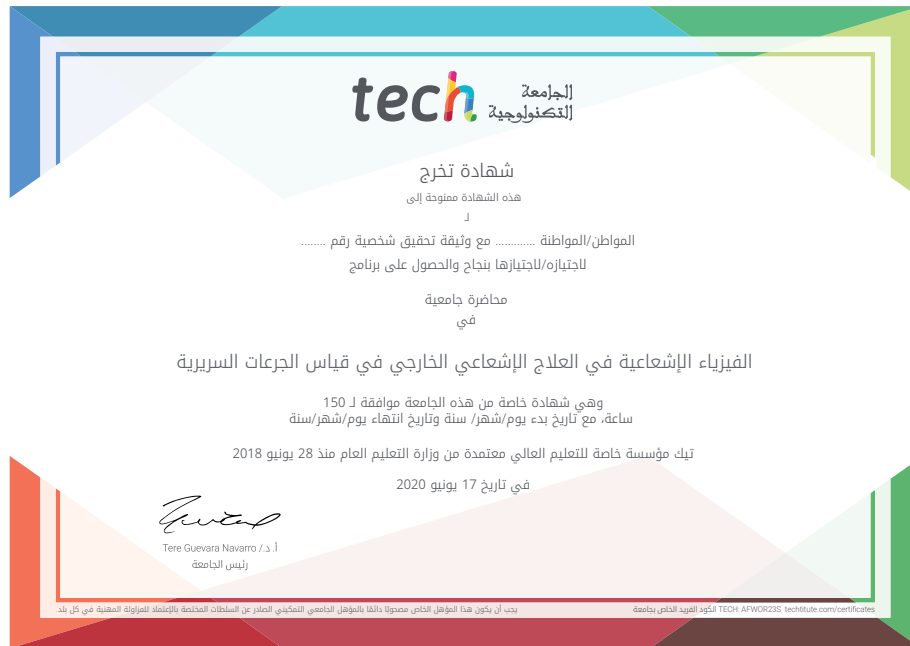 tech الجامعة
التكنولوجية
شهادة تخرج
هذه الشهادة ممنوحة إلى
لـ
المواطن/المواطنة ............ مع وثيقة تحقيق شخصية رقم ........
لاجتيازه/لاجتيازها بنجاح والحصول على برنامج
محاضرة جامعية
في
الفيزياء الإشعاعية في العلاج الإشعاعي الخارجي في قياس الجرعات السريرية
وهي شهادة خاصة من هذه الجامعة موافقة لـ 150
ساعة، مع تاريخ بدء يوم/شهر/ سنة وتاريخ انتهاء يوم/شهر/سنة
تيك مؤسسة خاصة للتعليم العالي معتمدة من وزارة التعليم العام منذ 28 يونيو 2018
في تاريخ 17 يونيو 2020
أ. د./ Tere Guevara Navarro
رئيس الجامعة
يجب أن يكون هذا المؤهل الخاص مصحوبًا دائمًا بالمؤهل الجامعي التمكيني الصادر عن السلطات المختصة بالإعتماد للمزاولة المهنية في كل بلد.
الكود الفريد الخاص بجامعة TECH: AFWOR23S techtitute.com/certificates